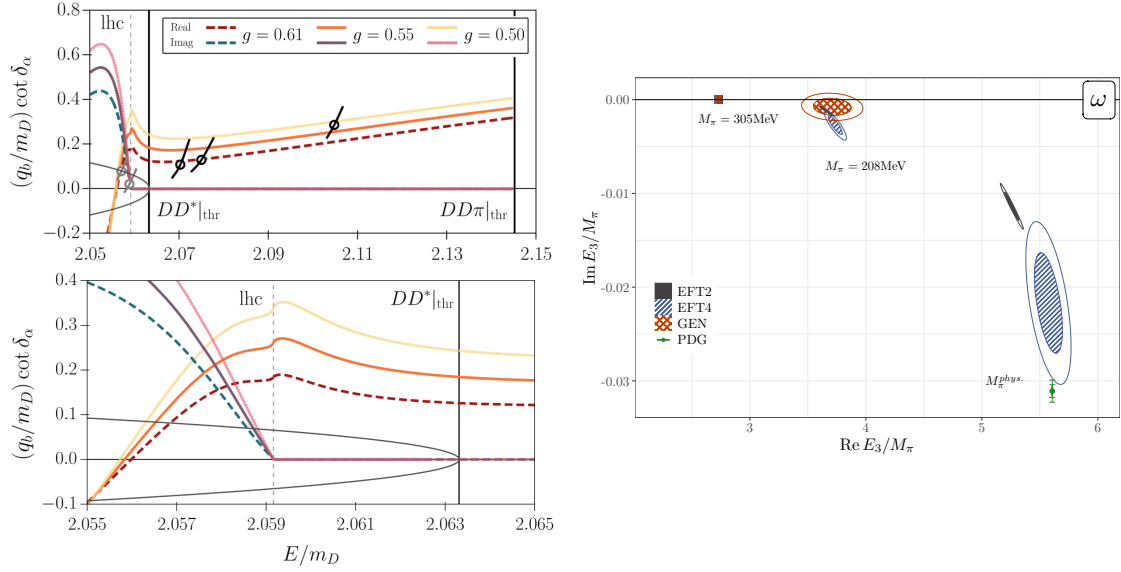 0.8
0.6
0.4
0.2
0.0
−0.2
(q_b/m_D) cot δ_α
lhc
Real
Imag
g = 0.61
g = 0.55
g = 0.50
DD*|thr
DDπ|thr
2.05
2.07
2.09
2.11
2.13
2.15
0.4
0.3
0.2
0.1
0.0
−0.1
(q_b/m_D) cot δ_α
lhc
DD*|thr
2.055
2.057
2.059
2.061
2.063
2.065
E/m_D
0.00
-0.01
-0.02
-0.03
Im E₃/M_π
ω
M_π = 305MeV
M_π = 208MeV
EFT2
EFT4
GEN
PDG
M_π^phys.
3
4
5
6
Re E₃/M_π